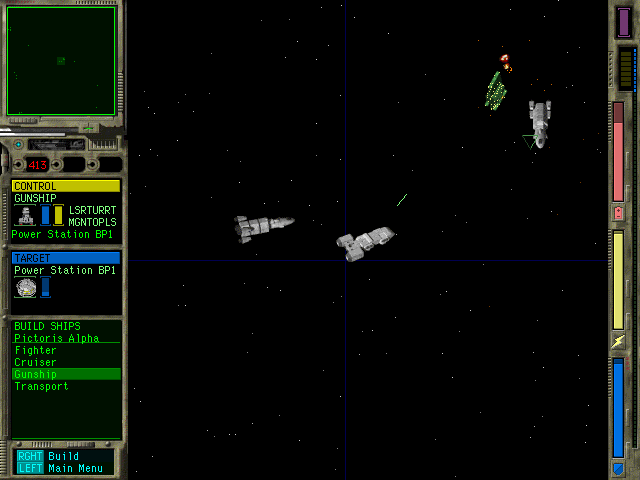 413
CONTROL
GUNSHIP
LSRTURRT
MGNTOPLS
Power Station BP1
TARGET
Power Station BP1
BUILD SHIPS
Pictoris Alpha
Fighter
Cruiser
Gunship
Transport
RGHT Build
LEFT Main Menu